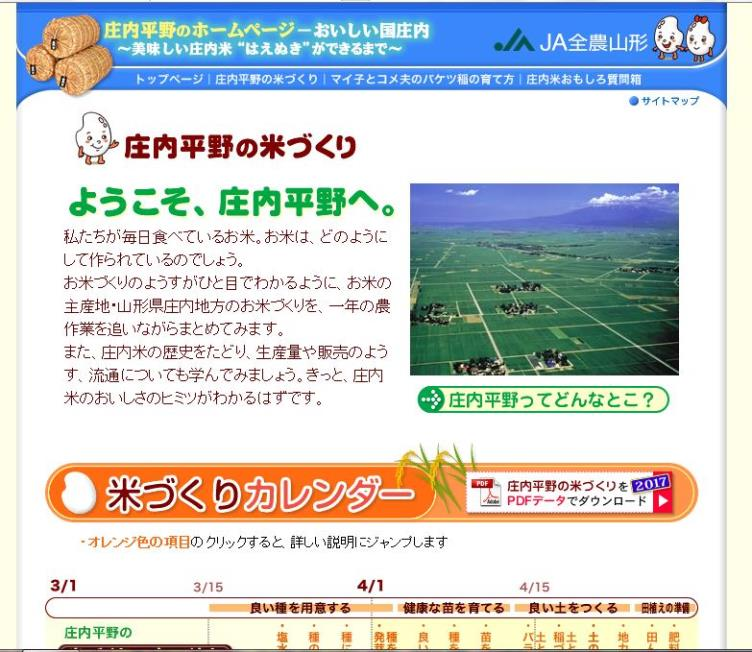 庄内平野のホームページ－おいしい国庄内
～美味しい庄内米“はえぬき”ができるまで～
JA全農山形
トップページ｜庄内平野の米づくり｜マイ子とコメ夫のバケツ稲の育て方｜庄内米おもしろ質問箱
サイトマップ
庄内平野の米づくり
ようこそ、庄内平野へ。
私たちが毎日食べているお米。お米は、どのように
して作られているのでしょう。
お米づくりのようすがひと目でわかるように、お米の
主産地・山形県庄内地方のお米づくりを、一年の農
作業を追いながらまとめてみます。
また、庄内米の歴史をたどり、生産量や販売のよう
す、流通についても学んでみましょう。きっと、庄内
米のおいしさのヒミツがわかるはずです。
庄内平野ってどんなとこ？
米づくりカレンダー
PDF
Adobe
庄内平野の米づくりを
2017
PDFデータでダウンロード
・オレンジ色の項目のクリックすると、詳しい説明にジャンプします
3/1 3/15 4/1 4/15
良い種を用意する 健康な苗を育てる 良い土をつくる 田植えの準備
庄内平野の